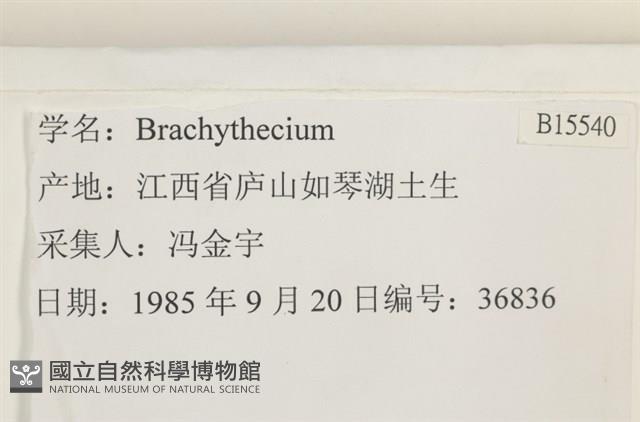 学名：Brachythecium
B15540
产地：江西省庐山如琴湖土生
采集人：冯金宇
日期：1985 年 9 月 20 日编号：36836
國立自然科學博物館
NATIONAL MUSEUM OF NATURAL SCIENCE